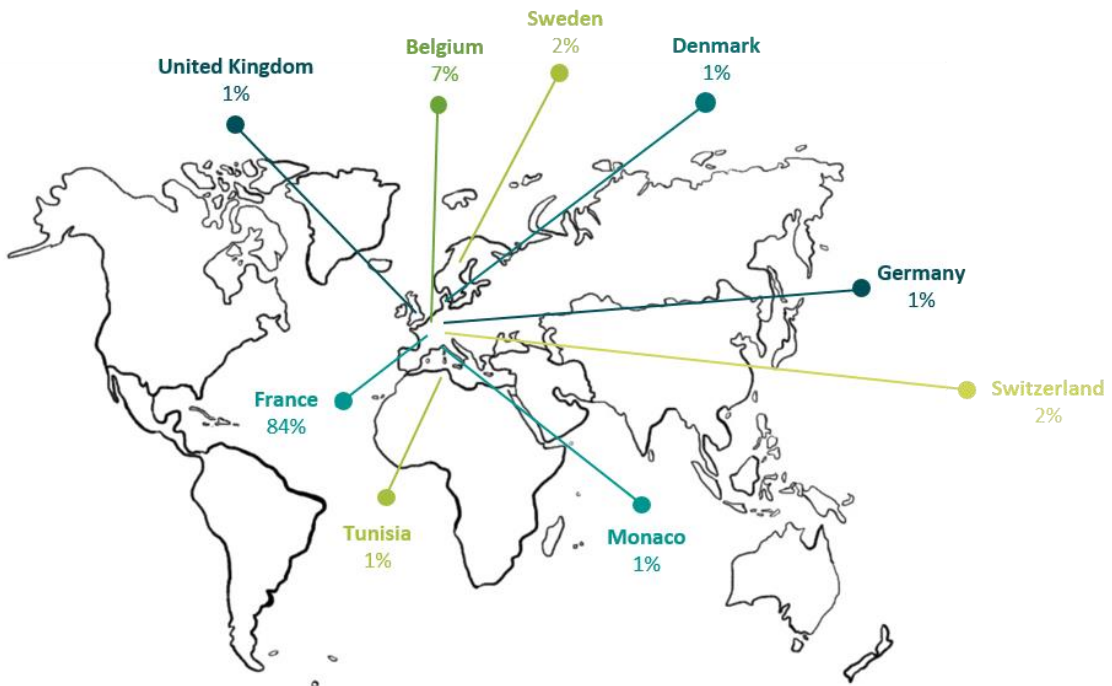 Sweden
2%
Belgium
7%
Denmark
1%
United Kingdom
1%
Germany
1%
Switzerland
2%
France
84%
Tunisia
1%
Monaco
1%